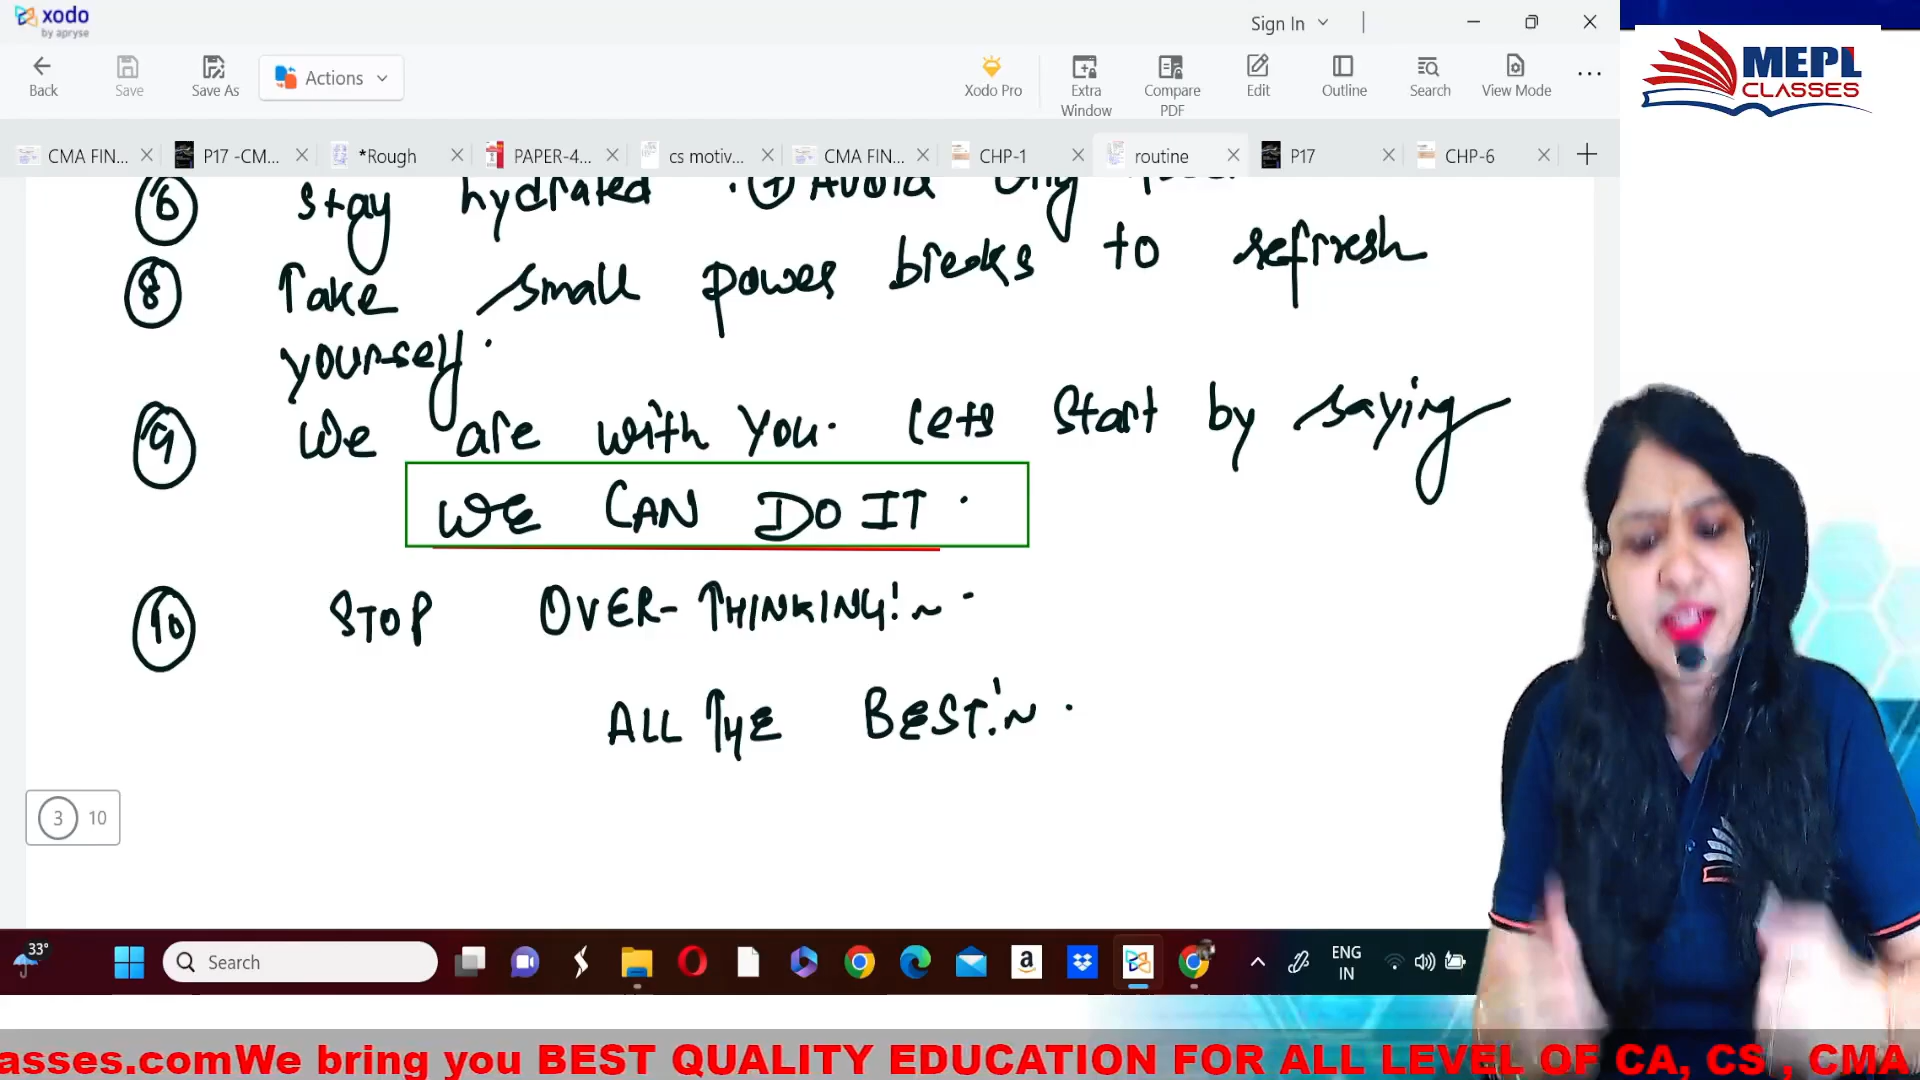 xodo
by apryse
Sign In
Back
Save
Save As
Actions
Xodo Pro
Extra Window
Compare PDF
Edit
Outline
Search
View Mode
MEPL
CLASSES
CMA FIN...
P17 -CM...
*Rough
PAPER-4...
cs motiv...
CMA FIN...
CHP-1
routine
P17
CHP-6
6 Stay hydrated . 7 Avoid
8 Take small power breaks to refresh
yourself.
9 We are with you. Lets start by saying
WE CAN DO IT.
10 STOP OVER-THINKING!~.
ALL THE BEST!~.
3 10
33°
Search
ENG
IN
asses.comWe bring you BEST QUALITY EDUCATION FOR ALL LEVEL OF CA, CS , CMA